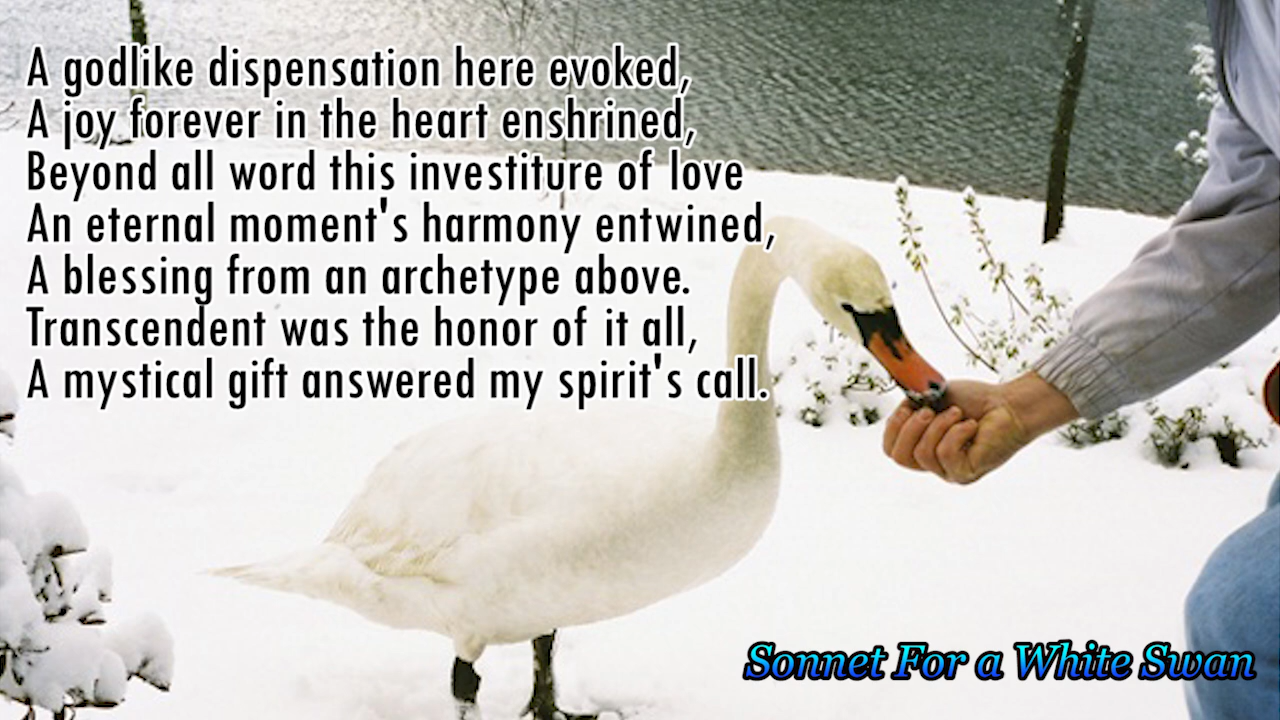 A godlike dispensation here evoked,
A joy forever in the heart enshrined,
Beyond all word this investiture of love
An eternal moment's harmony entwined,
A blessing from an archetype above.
Transcendent was the honor of it all,
A mystical gift answered my spirit's call.
Sonnet For a White Swan